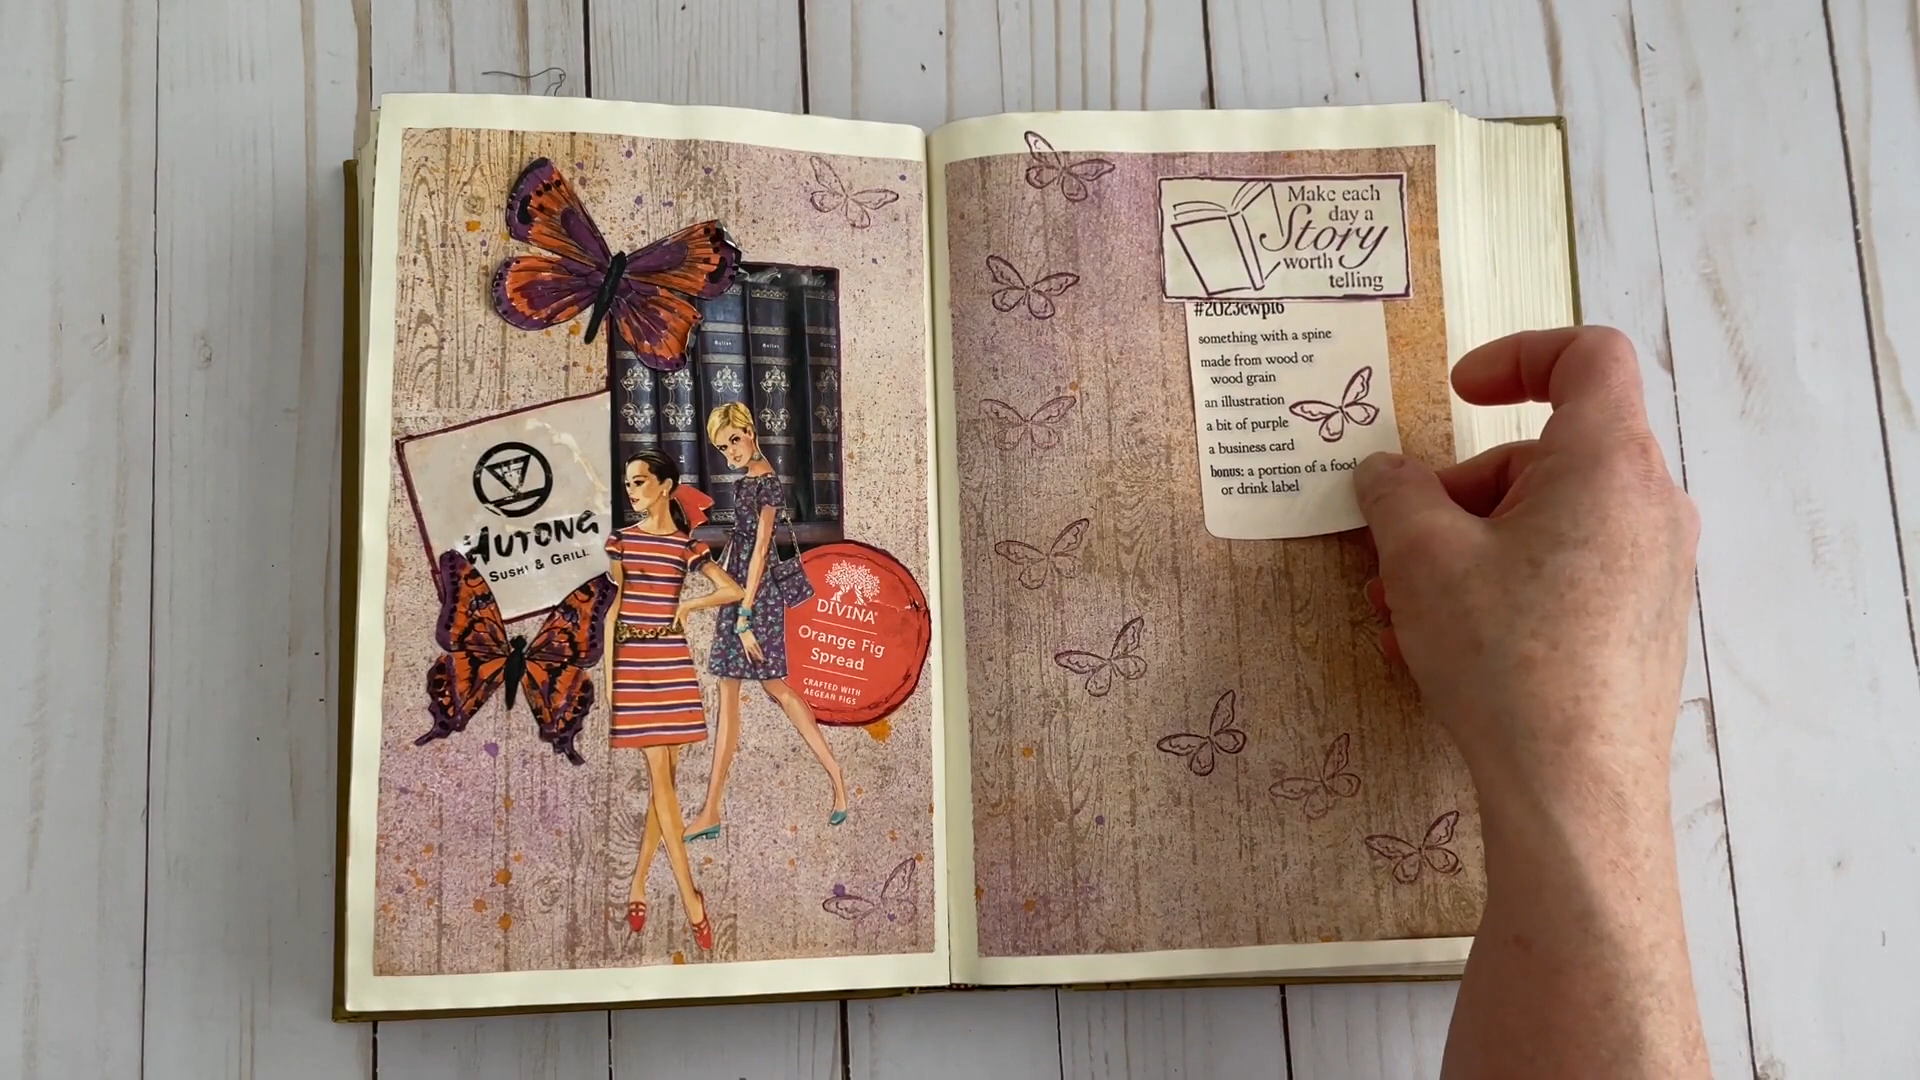 HUTONG
SUSHI & GRILL
DIVINA®
Orange Fig
Spread
CRAFTED WITH
AEGEAN FIGS
Make each
day a
Story
worth
telling
#2023cwp16
something with a spine
made from wood or
wood grain
an illustration
a bit of purple
a business card
bonus: a portion of a food
or drink label